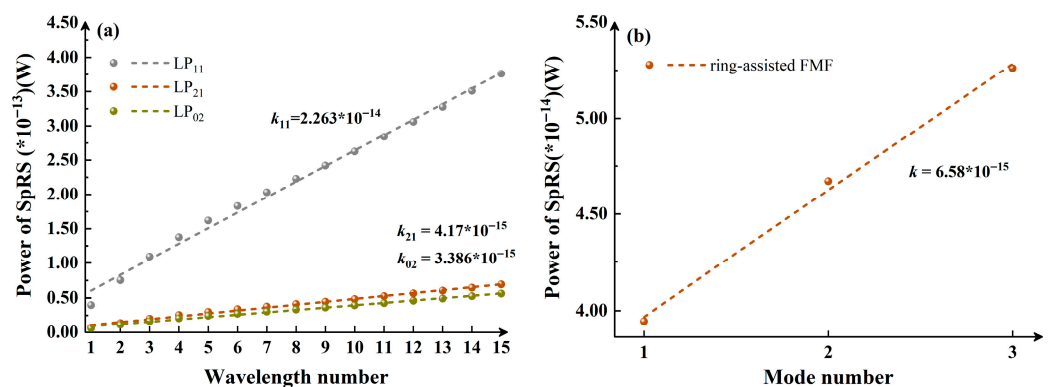 (a)
Power of SpRS (*10⁻¹³)(W)
4.50
4.00
3.50
3.00
2.50
2.00
1.50
1.00
0.50
0.00
LP₁₁
LP₂₁
LP₀₂
k₁₁=2.263*10⁻¹⁴
k₂₁ = 4.17*10⁻¹⁵
k₀₂ = 3.386*10⁻¹⁵
1 2 3 4 5 6 7 8 9 10 11 12 13 14 15
Wavelength number
(b)
Power of SpRS(*10⁻¹⁴)(W)
5.50
5.00
4.50
4.00
ring-assisted FMF
k = 6.58*10⁻¹⁵
1 2 3
Mode number